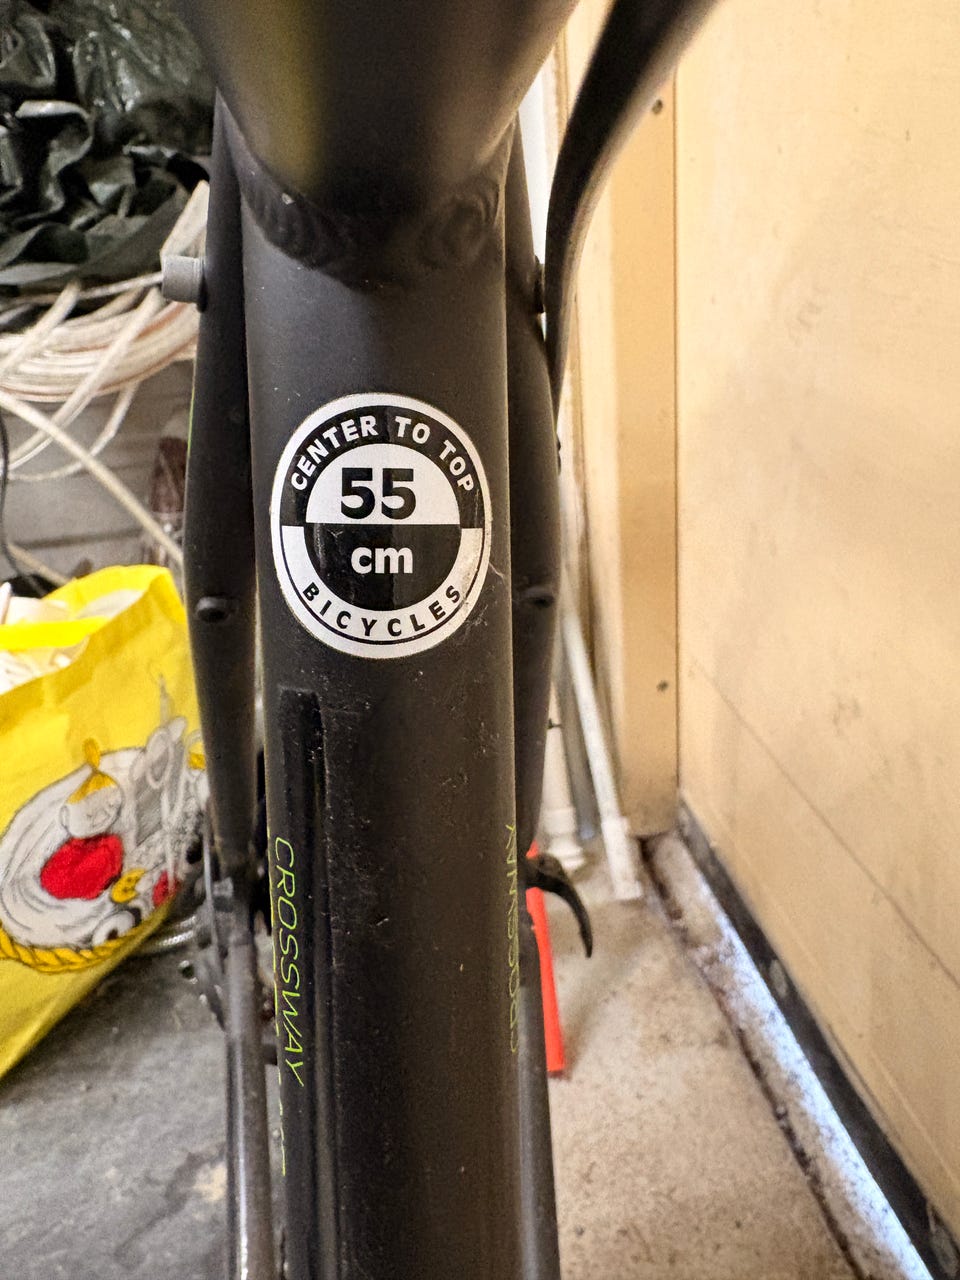 CENTER TO TOP
55
cm
BICYCLES
CROSSWAY
CROSSWAY